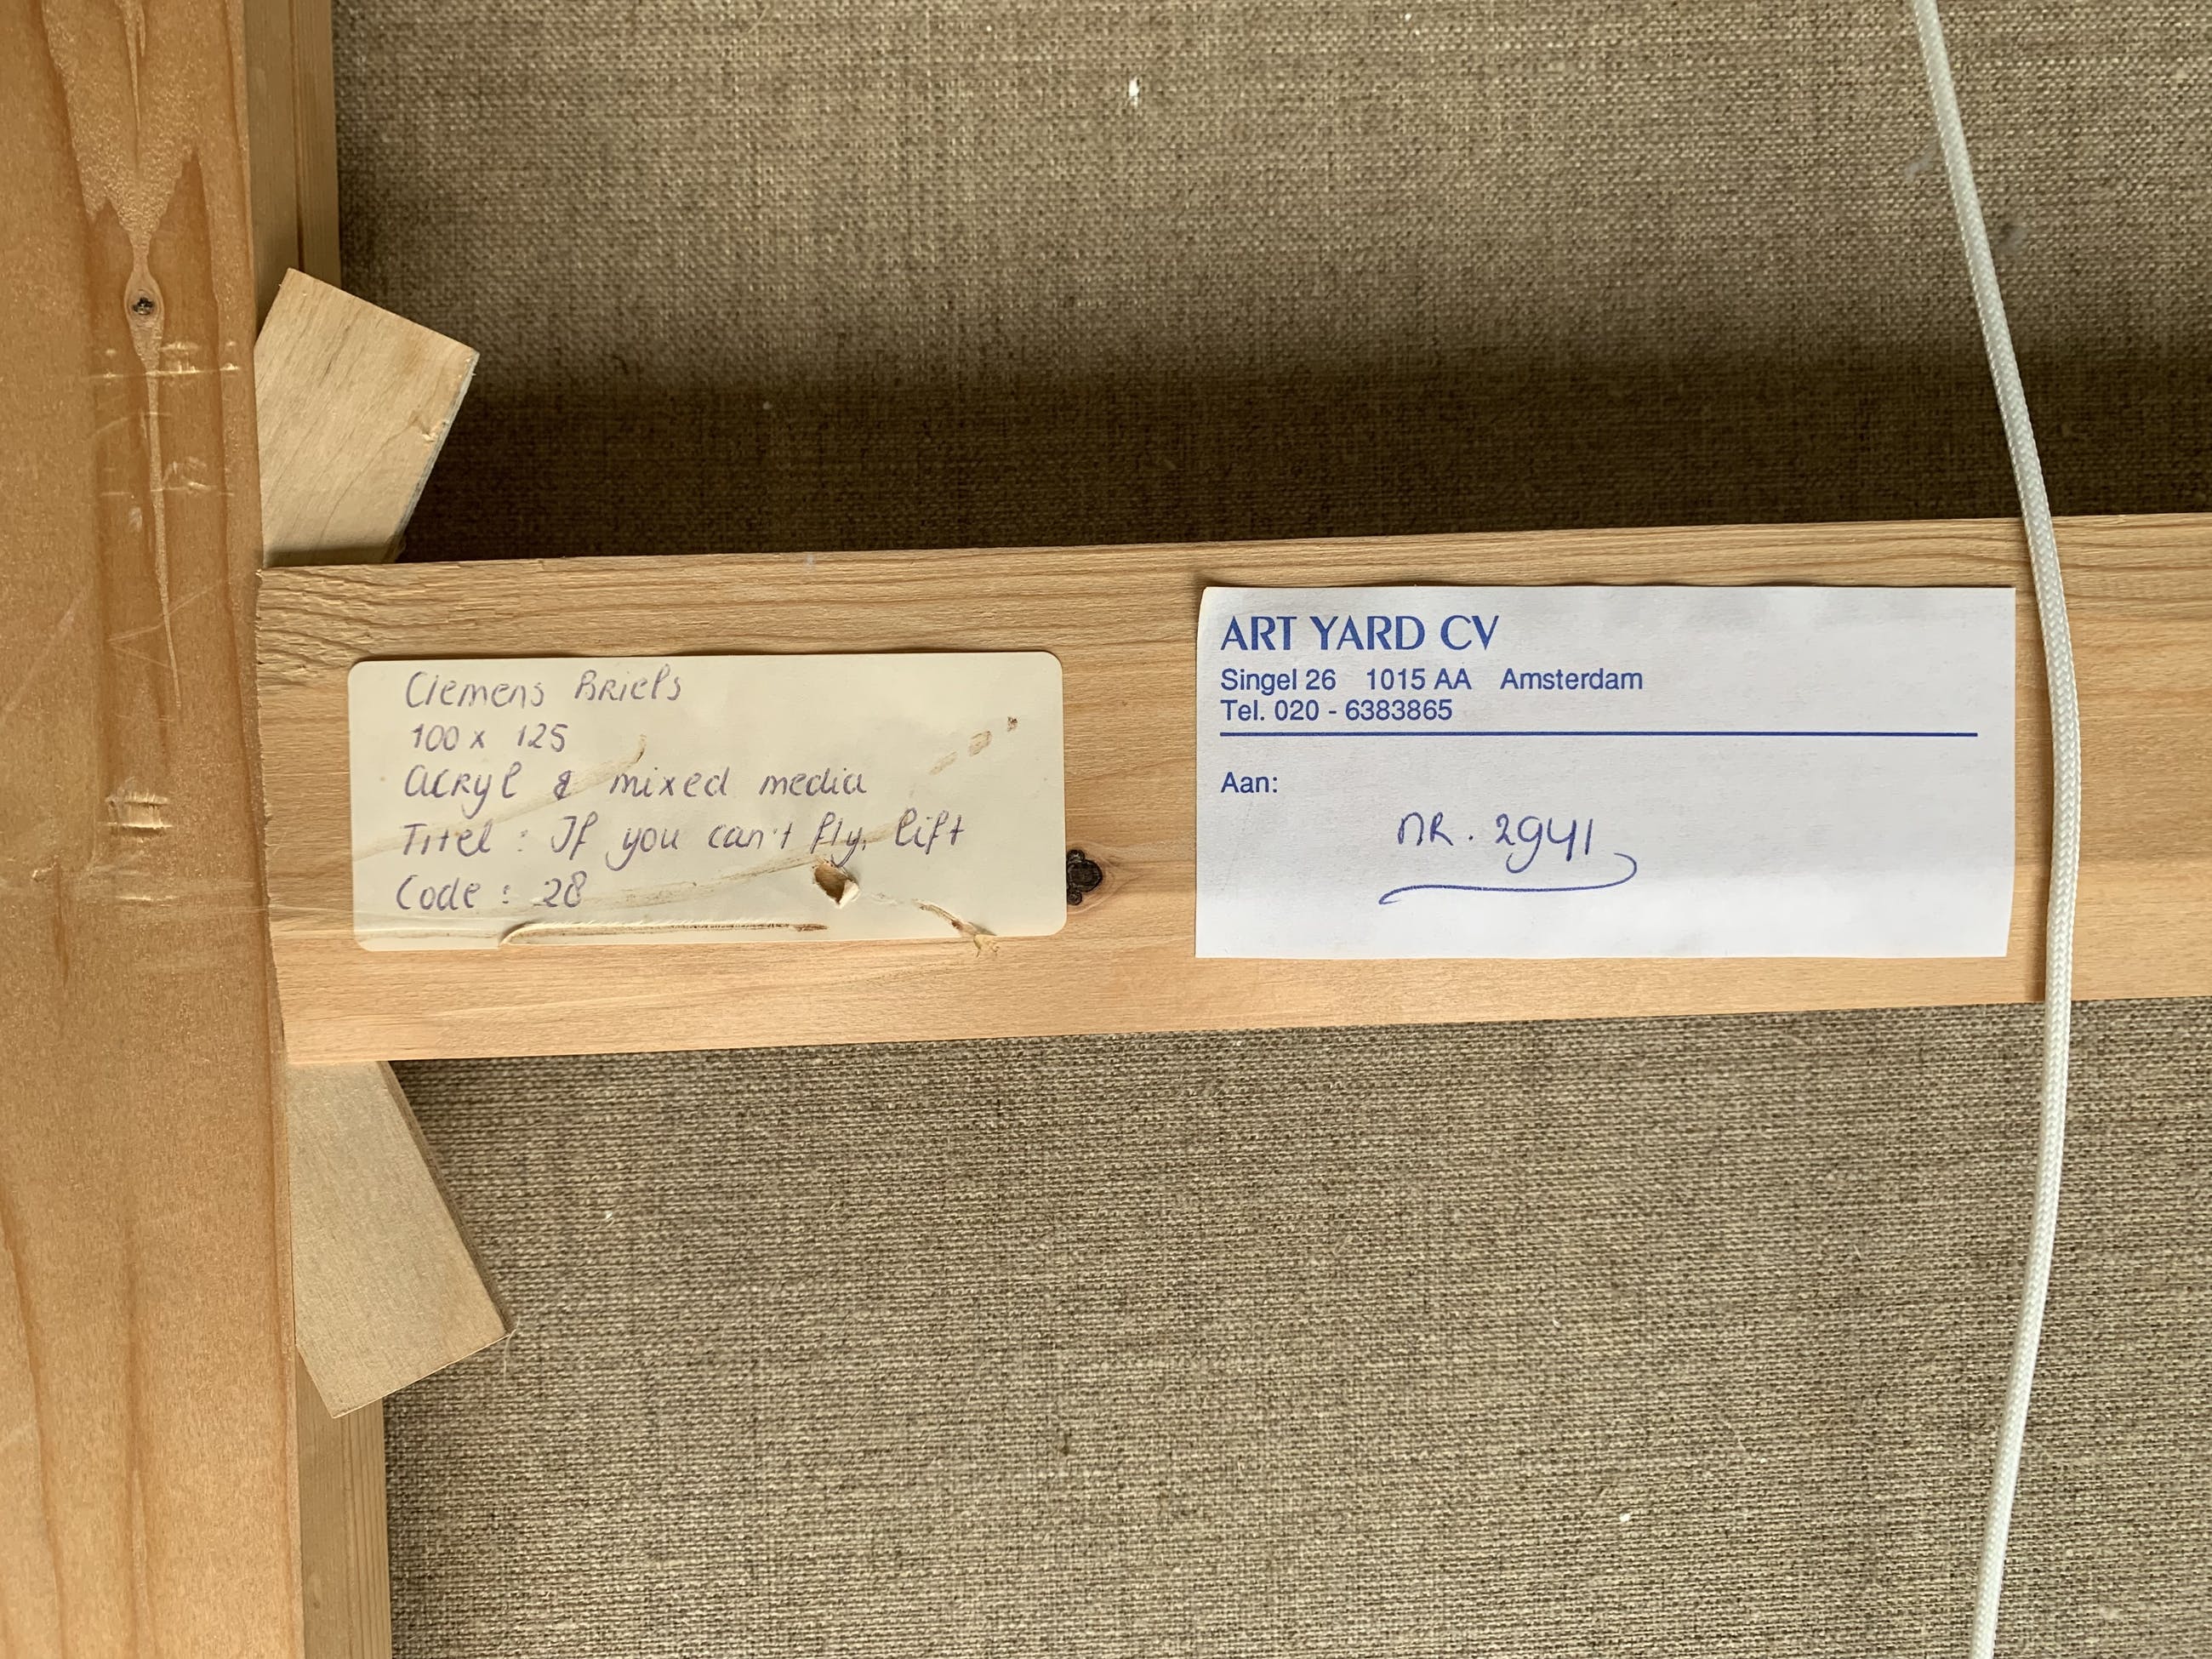 Clemens Briels
100 x 125
Acryl & mixed media
Titel : If you can't fly, lift
Code : 28
ART YARD CV
Singel 26 1015 AA Amsterdam
Tel. 020 - 6383865
Aan:
NR. 2941